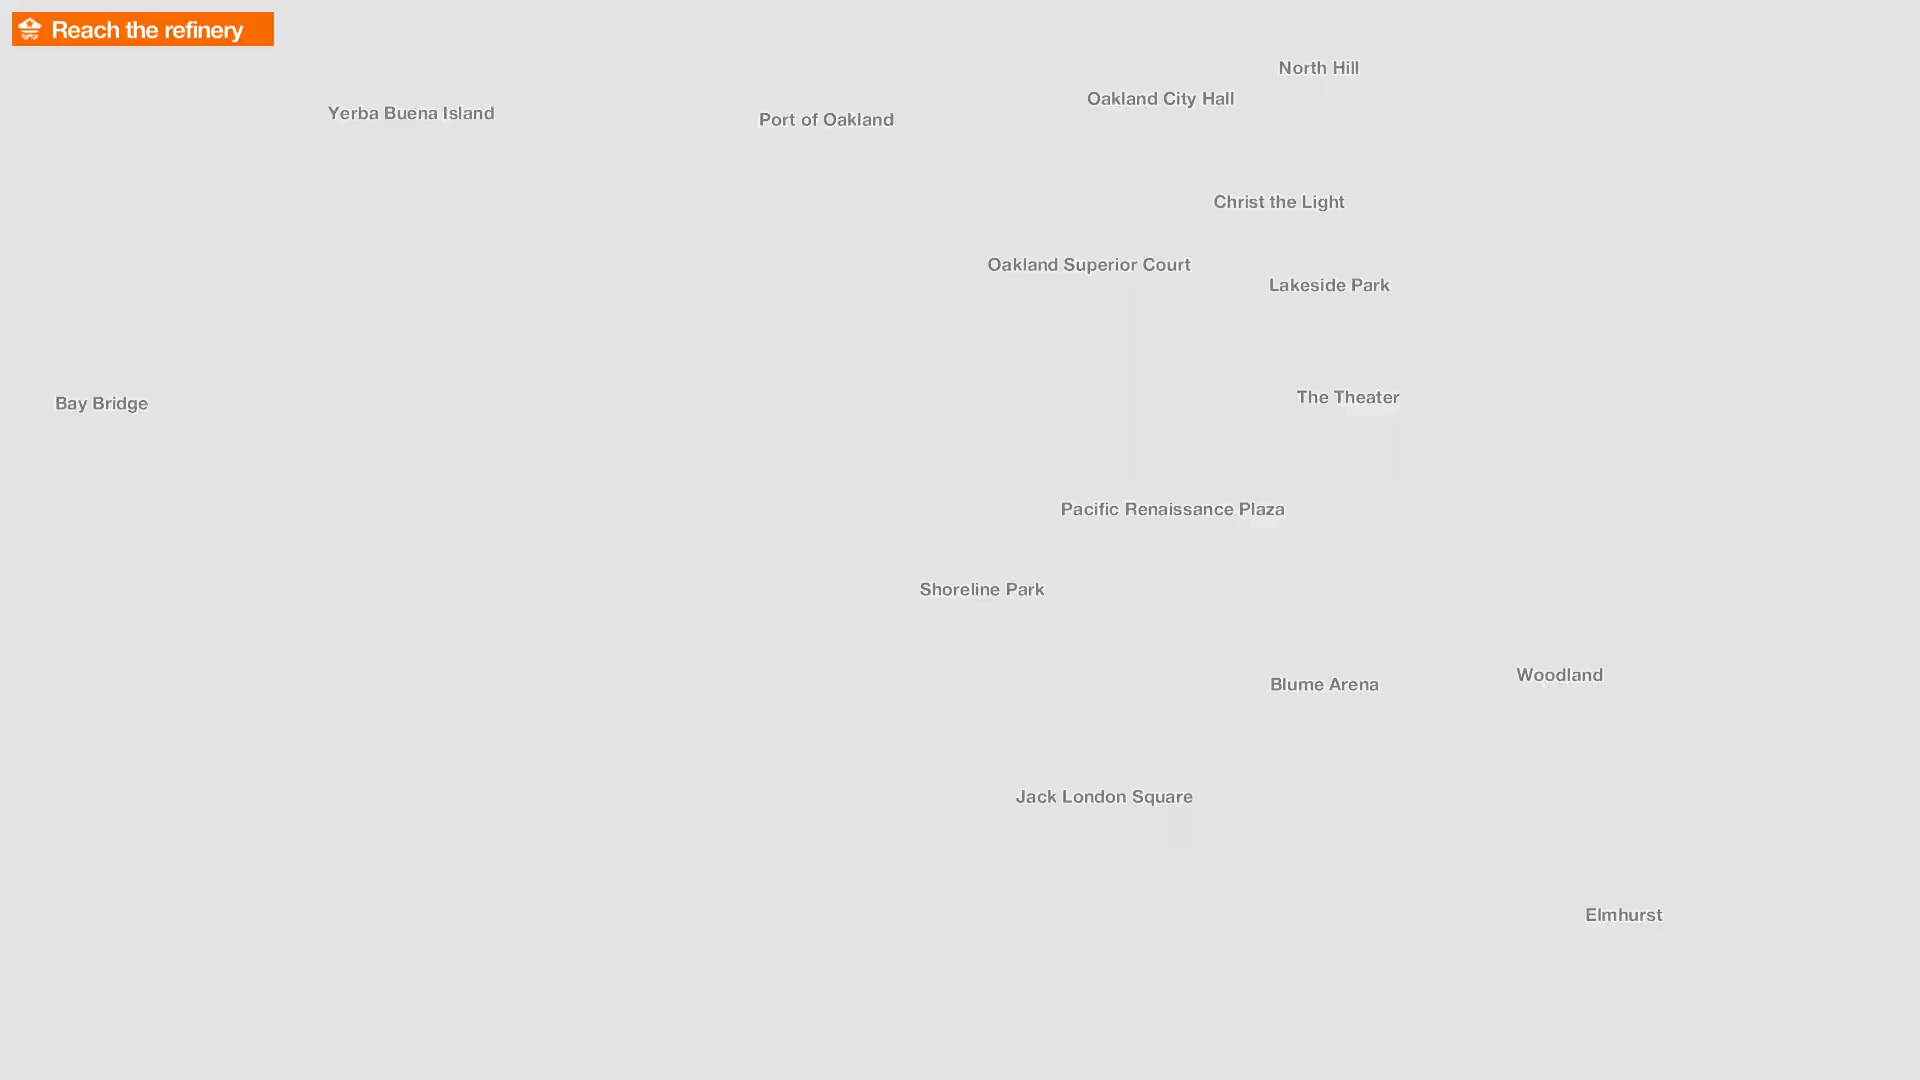 Reach the refinery
North Hill
Oakland City Hall
Yerba Buena Island
Port of Oakland
Christ the Light
Oakland Superior Court
Lakeside Park
The Theater
Bay Bridge
Pacific Renaissance Plaza
Shoreline Park
Woodland
Blume Arena
Jack London Square
Elmhurst